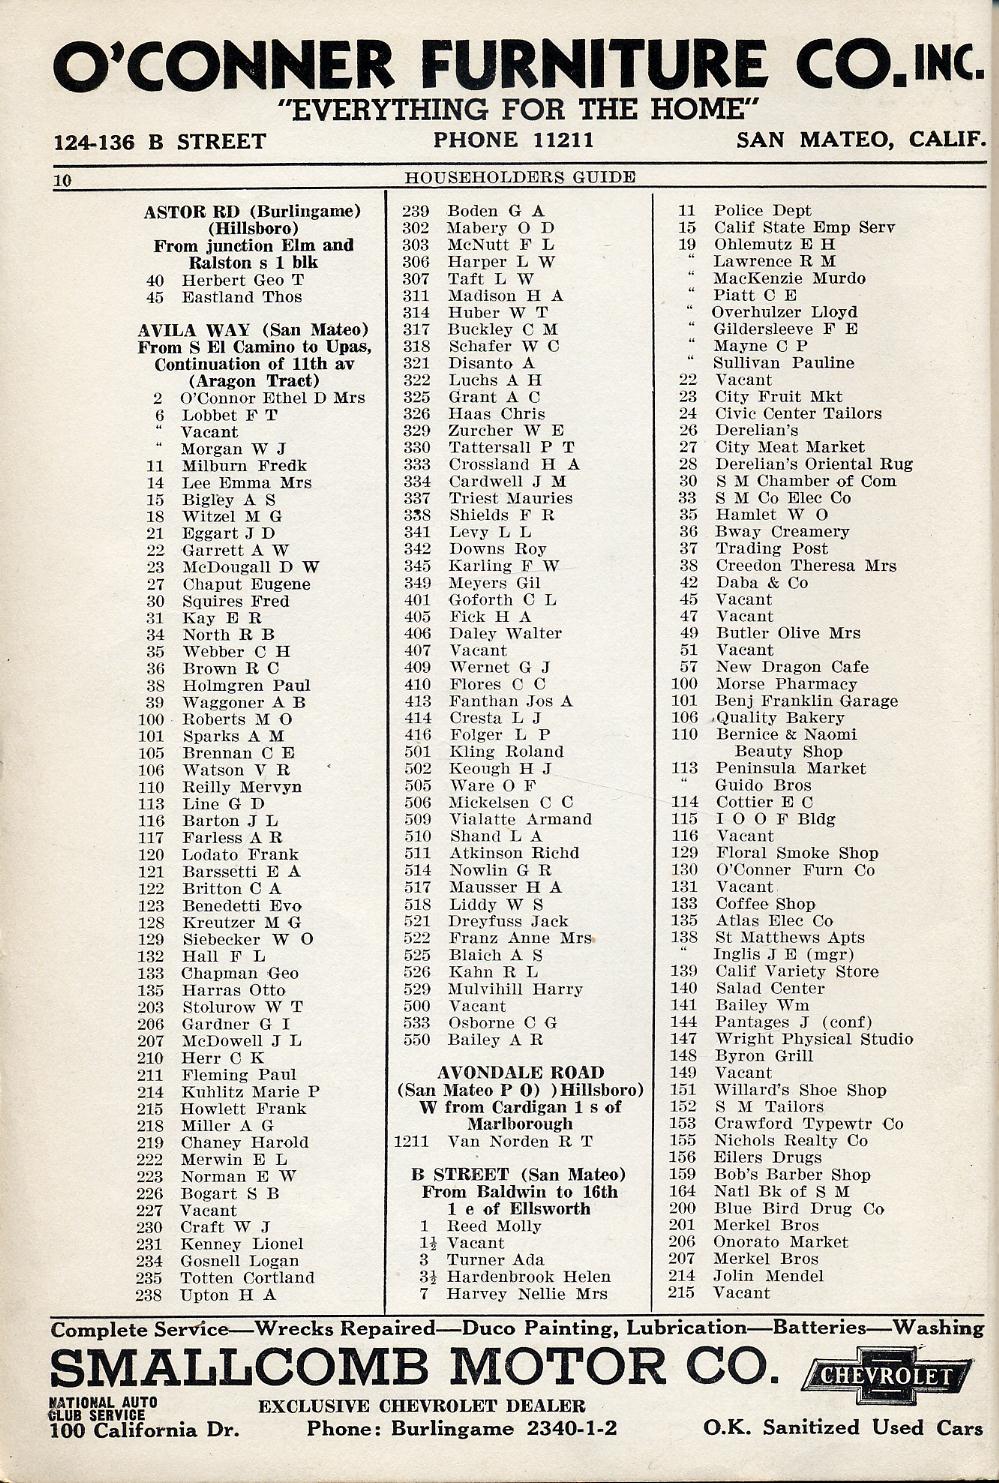 O'CONNER FURNITURE CO. INC.
"EVERYTHING FOR THE HOME"
124-136 B STREET PHONE 11211 SAN MATEO, CALIF.
10 HOUSEHOLDERS GUIDE
ASTOR RD (Burlingame)
(Hillsboro)
From junction Elm and
Ralston s 1 blk
40 Herbert Geo T
45 Eastland Thos
AVILA WAY (San Mateo)
From S El Camino to Upas,
Continuation of 11th av
(Aragon Tract)
2 O'Connor Ethel D Mrs
6 Lobbet F T
" Vacant
" Morgan W J
11 Milburn Fredk
14 Lee Emma Mrs
15 Bigley A S
18 Witzel M G
21 Eggart J D
22 Garrett A W
23 McDougall D W
27 Chaput Eugene
30 Squires Fred
31 Kay E R
34 North R B
35 Webber C H
36 Brown R C
38 Holmgren Paul
39 Waggoner A B
100 Roberts M O
101 Sparks A M
105 Brennan C E
106 Watson V R
110 Reilly Mervyn
113 Line G D
116 Barton J L
117 Farless A R
120 Lodato Frank
121 Barssetti E A
122 Britton C A
123 Benedetti Evo
128 Kreutzer M G
129 Siebecker W O
132 Hall F L
133 Chapman Geo
135 Harras Otto
203 Stolurow W T
206 Gardner G I
207 McDowell J L
210 Herr C K
211 Fleming Paul
214 Kuhlitz Marie P
215 Howlett Frank
218 Miller A G
219 Chaney Harold
222 Merwin E L
223 Norman E W
226 Bogart S B
227 Vacant
230 Craft W J
231 Kenney Lionel
234 Gosnell Logan
235 Totten Cortland
238 Upton H A
239 Boden G A
302 Mabery O D
303 McNutt F L
306 Harper L W
307 Taft L W
311 Madison H A
314 Huber W T
317 Buckley C M
318 Schafer W C
321 Disanto A
322 Luchs A H
325 Grant A C
326 Haas Chris
329 Zurcher W E
330 Tattersall P T
333 Crossland H A
334 Cardwell J M
337 Triest Mauries
338 Shields F R
341 Levy L L
342 Downs Roy
345 Karling F W
349 Meyers Gil
401 Goforth C L
405 Fick H A
406 Daley Walter
407 Vacant
409 Wernet G J
410 Flores C C
413 Fanthan Jos A
414 Cresta L J
416 Folger L P
501 Kling Roland
502 Keough H J
505 Ware O F
506 Mickelsen C C
509 Vialatte Armand
510 Shand L A
511 Atkinson Richd
514 Nowlin G R
517 Mausser H A
518 Liddy W S
521 Dreyfuss Jack
522 Franz Anne Mrs
525 Blaich A S
526 Kahn R L
529 Mulvihill Harry
500 Vacant
533 Osborne C G
550 Bailey A R
AVONDALE ROAD
(San Mateo P O) )Hillsboro)
W from Cardigan 1 s of
Marlborough
1211 Van Norden R T
B STREET (San Mateo)
From Baldwin to 16th
1 e of Ellsworth
1 Reed Molly
1½ Vacant
3 Turner Ada
3½ Hardenbrook Helen
7 Harvey Nellie Mrs
11 Police Dept
15 Calif State Emp Serv
19 Ohlemutz E H
" Lawrence R M
" MacKenzie Murdo
" Piatt C E
" Overhulzer Lloyd
" Gildersleeve F E
" Mayne C P
" Sullivan Pauline
22 Vacant
23 City Fruit Mkt
24 Civic Center Tailors
26 Derelian's
27 City Meat Market
28 Derelian's Oriental Rug
30 S M Chamber of Com
33 S M Co Elec Co
35 Hamlet W O
36 Bway Creamery
37 Trading Post
38 Creedon Theresa Mrs
42 Daba & Co
45 Vacant
47 Vacant
49 Butler Olive Mrs
51 Vacant
57 New Dragon Cafe
100 Morse Pharmacy
101 Benj Franklin Garage
106 Quality Bakery
110 Bernice & Naomi
Beauty Shop
113 Peninsula Market
" Guido Bros
114 Cottier E C
115 I O O F Bldg
116 Vacant
129 Floral Smoke Shop
130 O'Conner Furn Co
131 Vacant
133 Coffee Shop
135 Atlas Elec Co
138 St Matthews Apts
" Inglis J E (mgr)
139 Calif Variety Store
140 Salad Center
141 Bailey Wm
144 Pantages J (conf)
147 Wright Physical Studio
148 Byron Grill
149 Vacant
151 Willard's Shoe Shop
152 S M Tailors
153 Crawford Typewtr Co
155 Nichols Realty Co
156 Eilers Drugs
159 Bob's Barber Shop
164 Natl Bk of S M
200 Blue Bird Drug Co
201 Merkel Bros
206 Onorato Market
207 Merkel Bros
214 Jolin Mendel
215 Vacant
Complete Service—Wrecks Repaired—Duco Painting, Lubrication—Batteries—Washing
SMALLCOMB MOTOR CO. CHEVROLET
NATIONAL AUTO
CLUB SERVICE
EXCLUSIVE CHEVROLET DEALER
100 California Dr. Phone: Burlingame 2340-1-2 O.K. Sanitized Used Cars